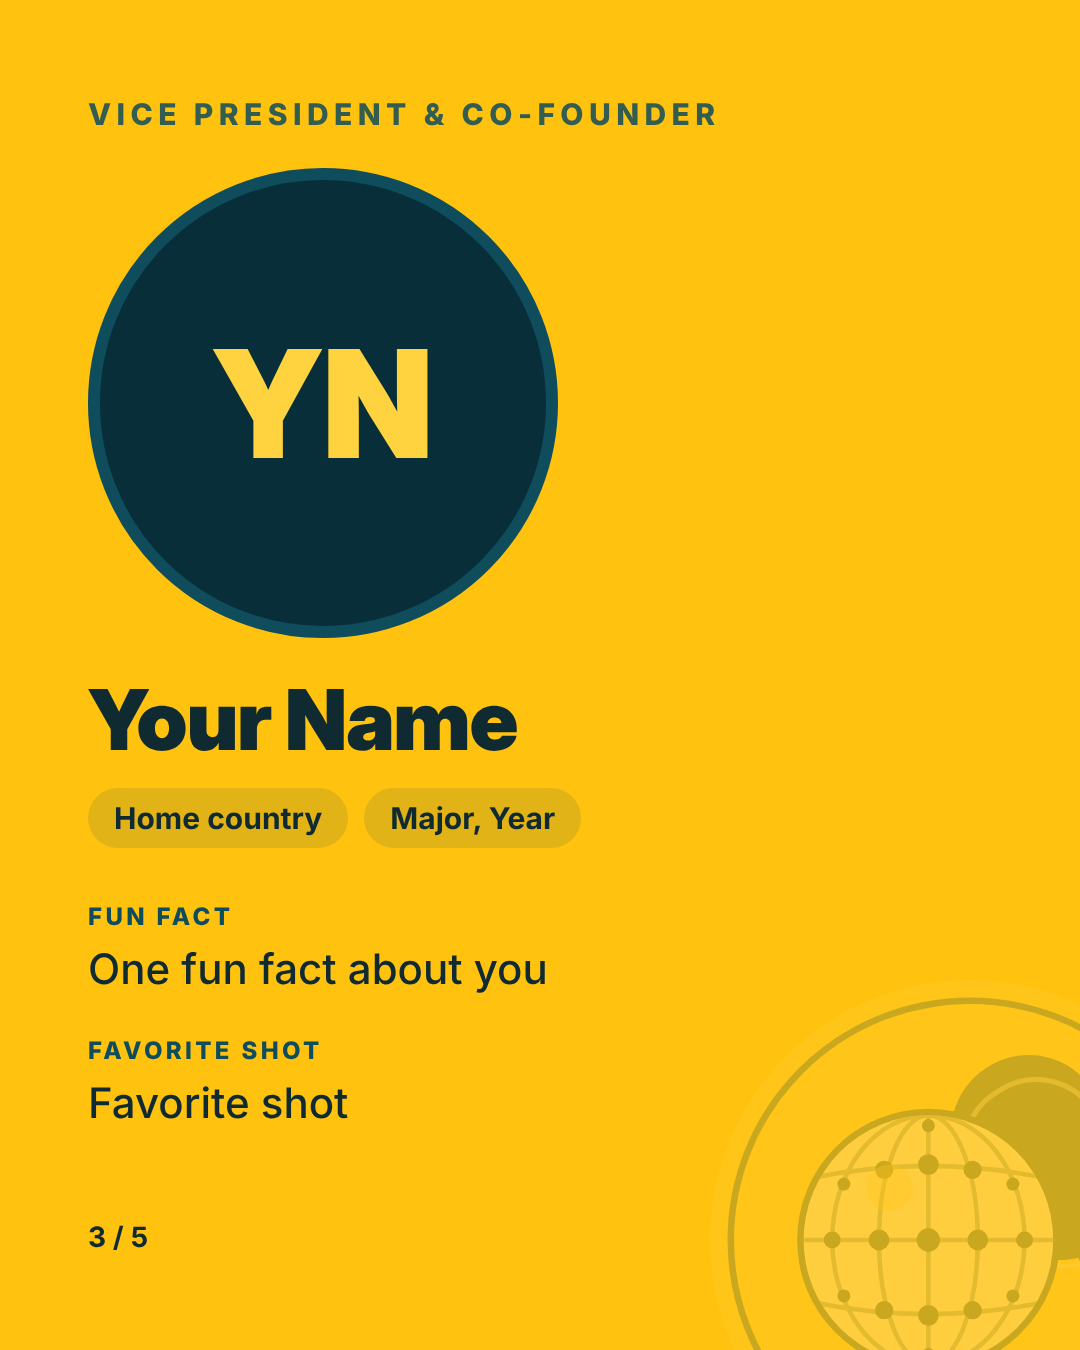 VICE PRESIDENT & CO-FOUNDER
YN
Your Name
Home country Major, Year
FUN FACT
One fun fact about you
FAVORITE SHOT
Favorite shot
3 / 5